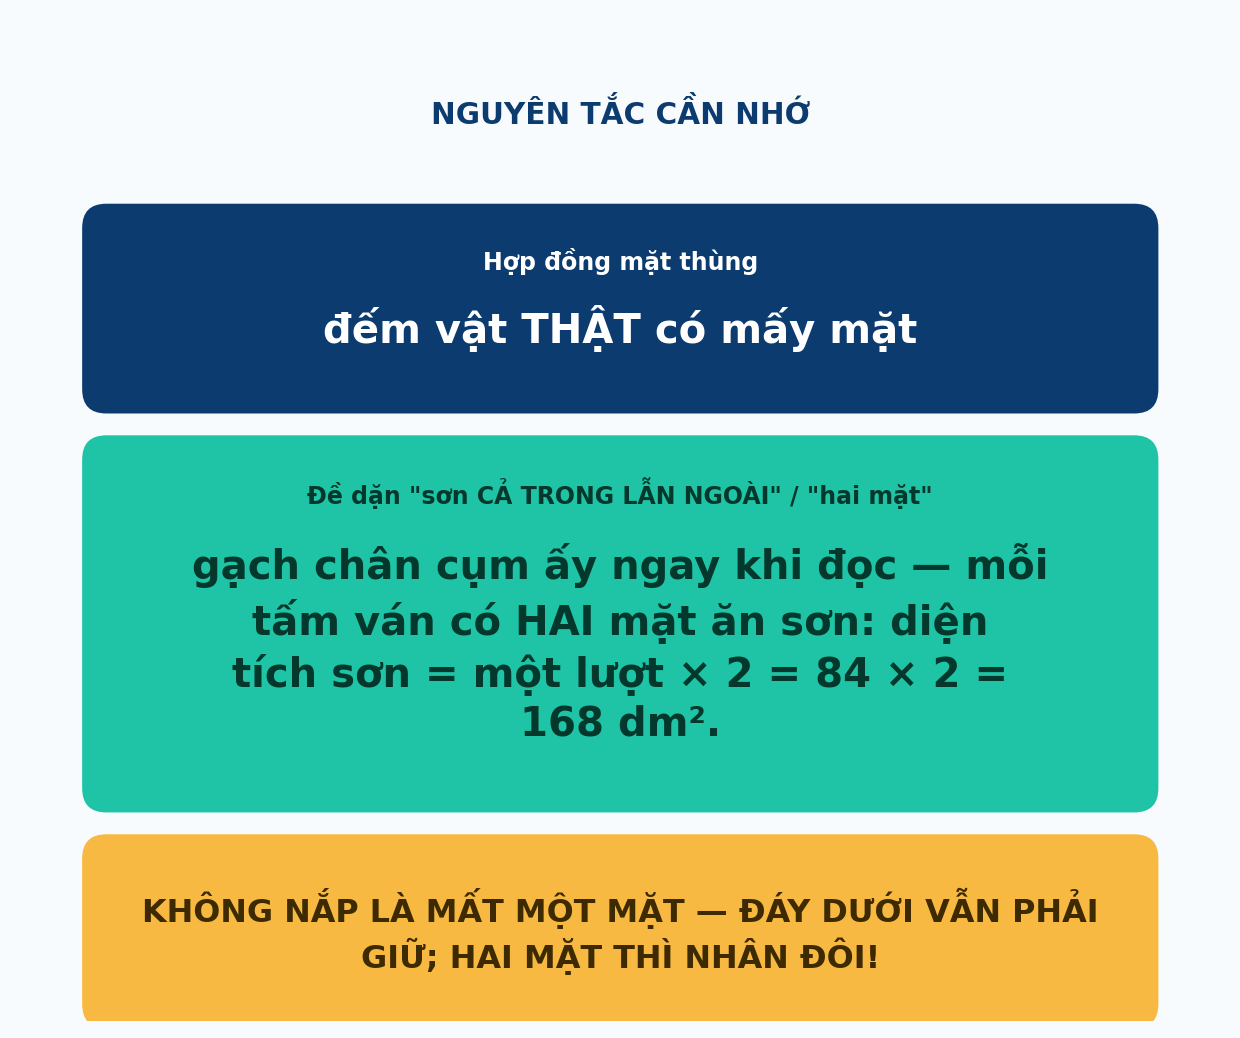 NGUYÊN TẮC CẦN NHỚ
Hợp đồng mặt thùng
đếm vật THẬT có mấy mặt
Đề dặn "sơn CẢ TRONG LẪN NGOÀI" / "hai mặt"
gạch chân cụm ấy ngay khi đọc — mỗi
tấm ván có HAI mặt ăn sơn: diện
tích sơn = một lượt × 2 = 84 × 2 =
168 dm².
KHÔNG NẮP LÀ MẤT MỘT MẶT — ĐÁY DƯỚI VẪN PHẢI
GIỮ; HAI MẶT THÌ NHÂN ĐÔI!